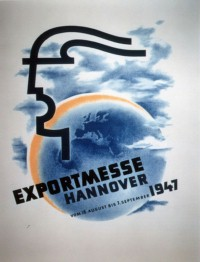 EXPORTMESSE
HANNOVER 1947
VOM 18. AUGUST BIS 7. SEPTEMBER